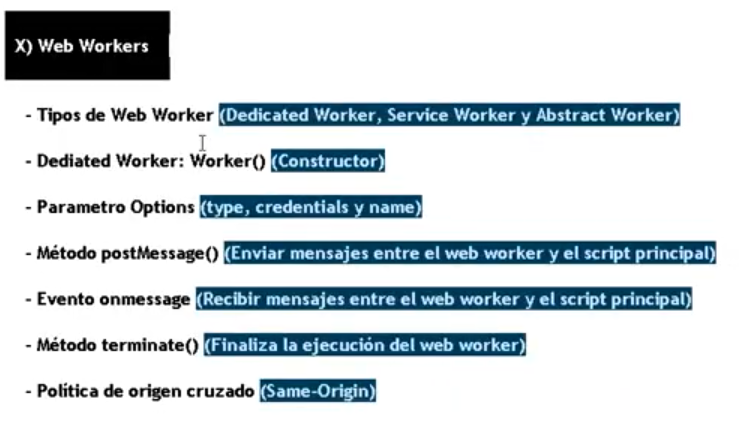 X) Web Workers
- Tipos de Web Worker (Dedicated Worker, Service Worker y Abstract Worker)
- Dediated Worker: Worker() (Constructor)
- Parametro Options (type, credentials y name)
- Método postMessage() (Enviar mensajes entre el web worker y el script principal)
- Evento onmessage (Recibir mensajes entre el web worker y el script principal)
- Método terminate() (Finaliza la ejecución del web worker)
- Política de origen cruzado (Same-Origin)